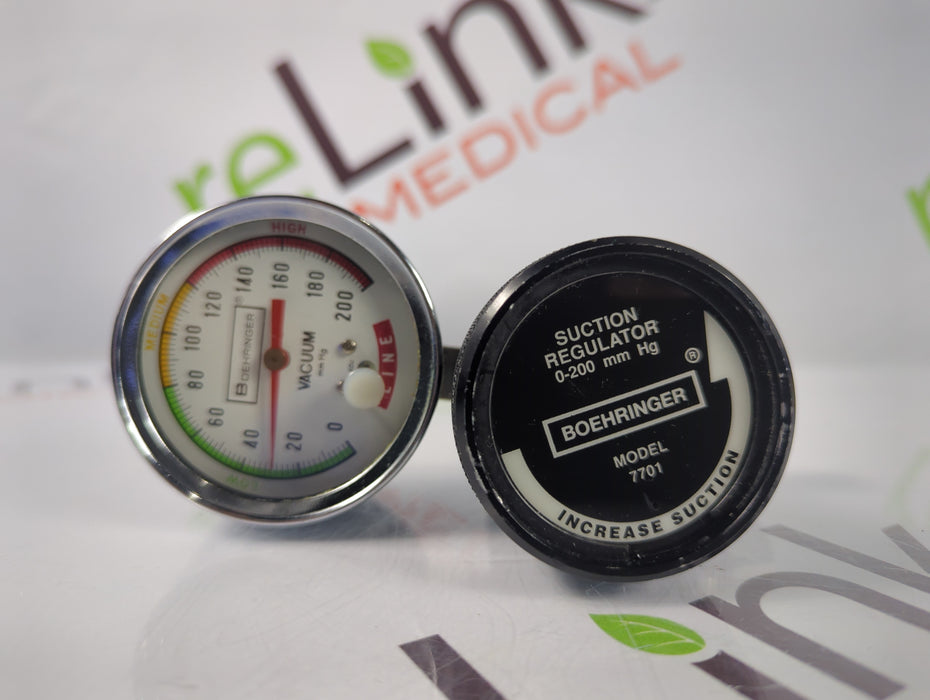 reLink
MEDICAL
HIGH
MEDIUM
LOW
0
20
40
60
80
100
120
140
160
180
200
BOEHRINGER ®
VACUUM
mm Hg
LINE
SUCTION
REGULATOR
0-200 mm Hg
®
BOEHRINGER
MODEL
7701
INCREASE SUCTION
Link